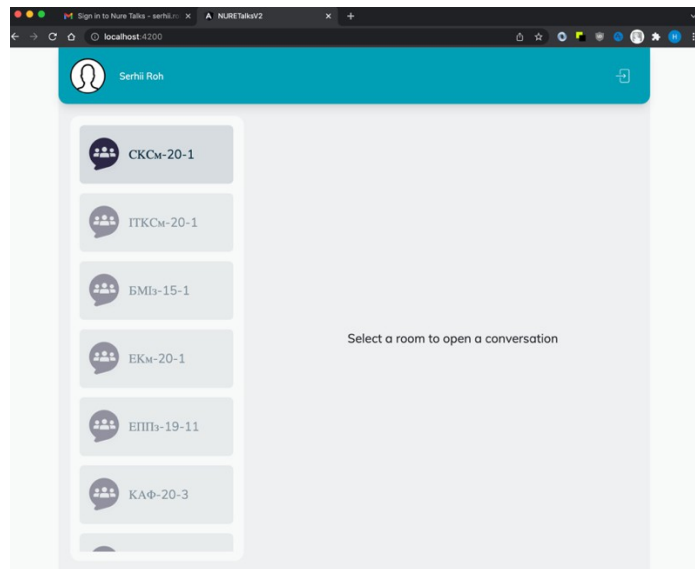 Sign in to Nure Talks - serhii.ro
NURETalksV2
localhost:4200
Serhii Roh
СКСм-20-1
ІТКСм-20-1
БМІз-15-1
ЕКм-20-1
ЕППз-19-11
КАФ-20-3
Select a room to open a conversation